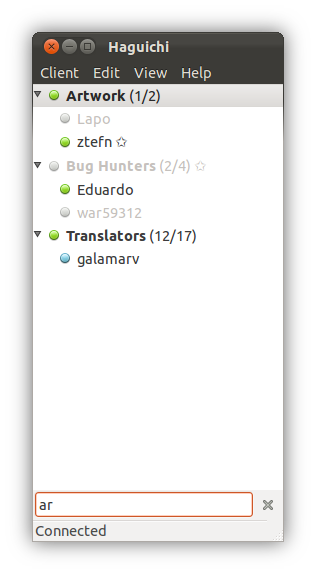 Haguichi
Client Edit View Help
Artwork (1/2)
Lapo
ztefn ✩
Bug Hunters (2/4) ✩
Eduardo
war59312
Translators (12/17)
galamarv
ar
Connected